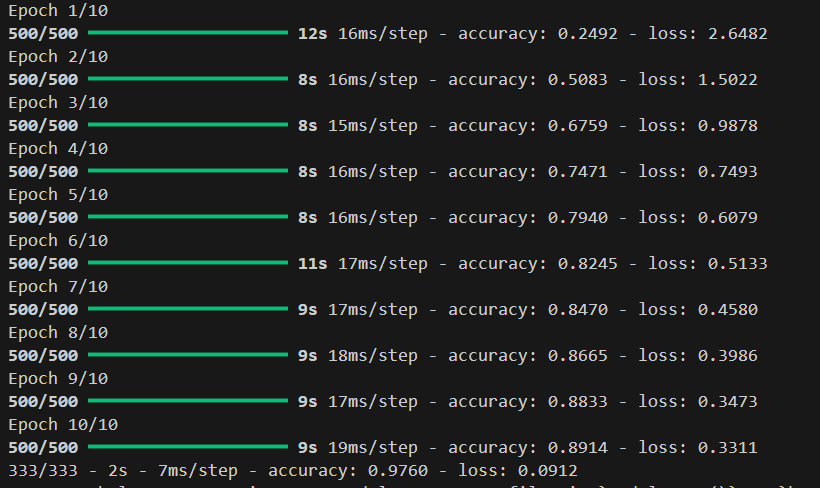 Epoch 1/10
500/500 12s 16ms/step - accuracy: 0.2492 - loss: 2.6482
Epoch 2/10
500/500 8s 16ms/step - accuracy: 0.5083 - loss: 1.5022
Epoch 3/10
500/500 8s 15ms/step - accuracy: 0.6759 - loss: 0.9878
Epoch 4/10
500/500 8s 16ms/step - accuracy: 0.7471 - loss: 0.7493
Epoch 5/10
500/500 8s 16ms/step - accuracy: 0.7940 - loss: 0.6079
Epoch 6/10
500/500 11s 17ms/step - accuracy: 0.8245 - loss: 0.5133
Epoch 7/10
500/500 9s 17ms/step - accuracy: 0.8470 - loss: 0.4580
Epoch 8/10
500/500 9s 18ms/step - accuracy: 0.8665 - loss: 0.3986
Epoch 9/10
500/500 9s 17ms/step - accuracy: 0.8833 - loss: 0.3473
Epoch 10/10
500/500 9s 19ms/step - accuracy: 0.8914 - loss: 0.3311
333/333 - 2s - 7ms/step - accuracy: 0.9760 - loss: 0.0912